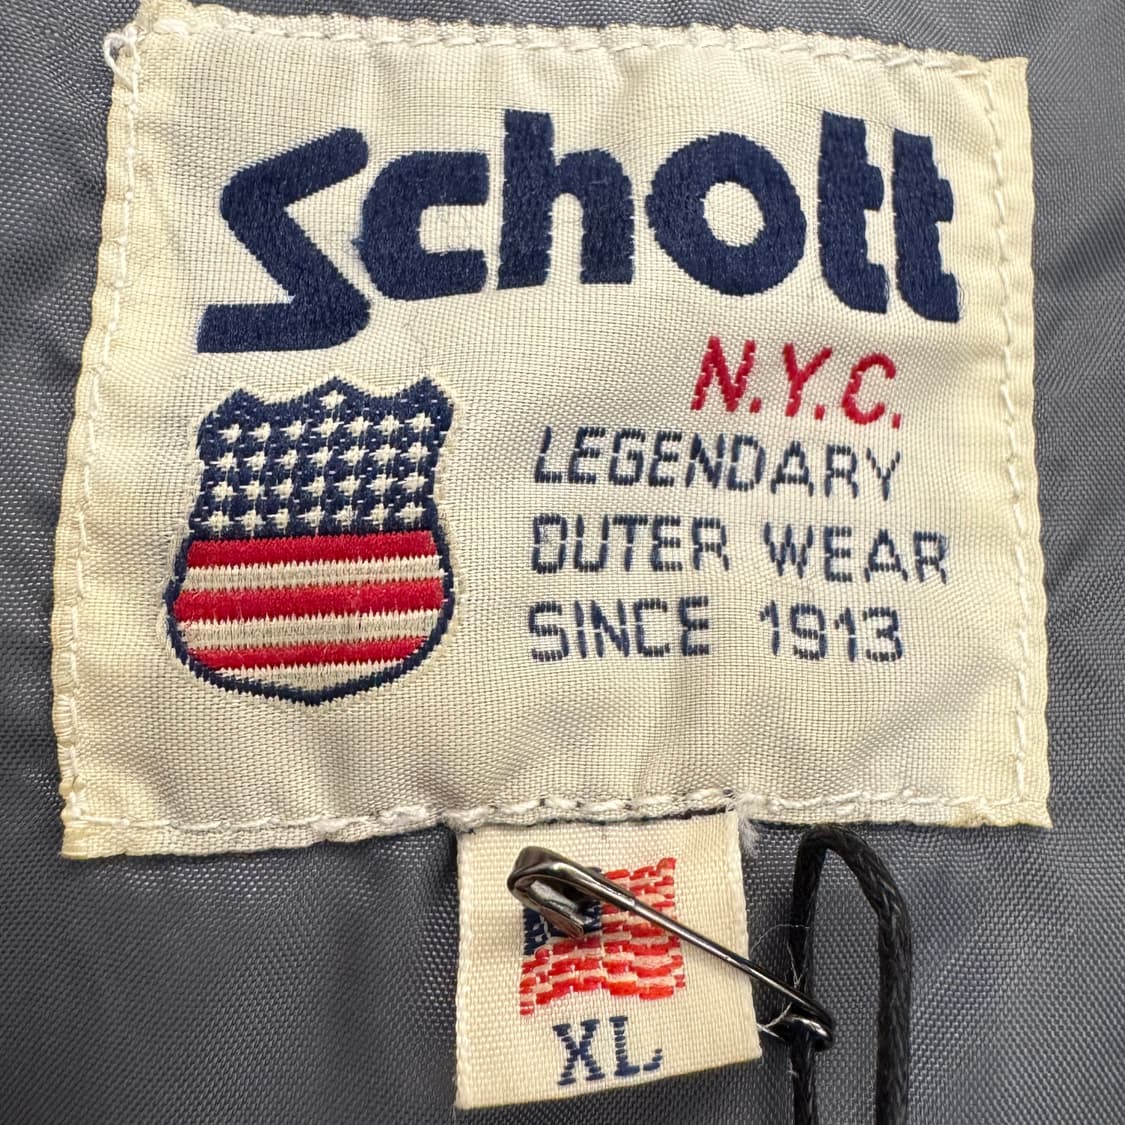 Schott
N.Y.C.
LEGENDARY
OUTER WEAR
SINCE 1913
XL